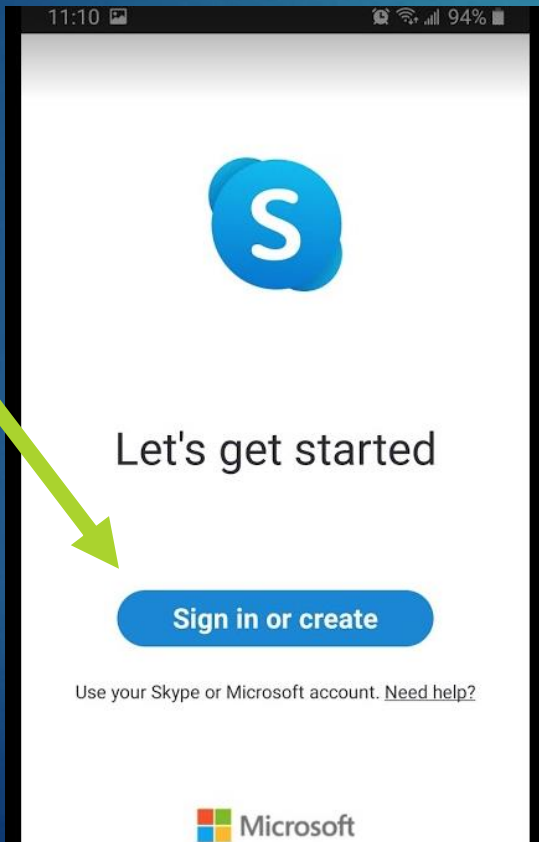 11:10 94%
S
Let's get started
Sign in or create
Use your Skype or Microsoft account. Need help?
Microsoft